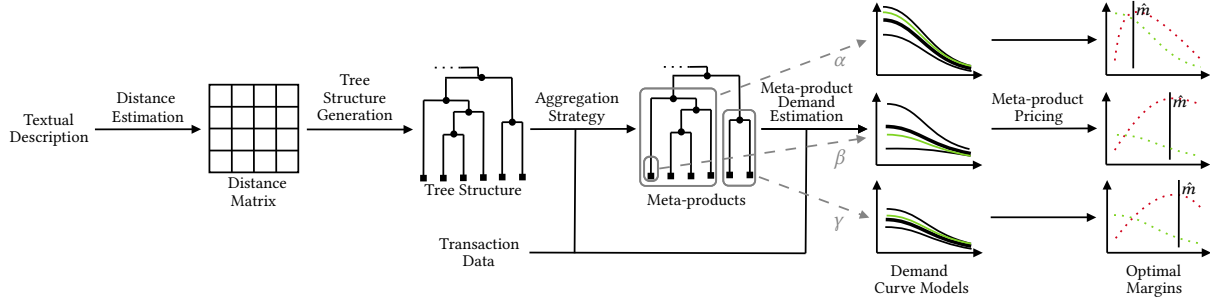 Textual
Description
Distance
Estimation
Distance
Matrix
Tree
Structure
Generation
Tree Structure
Aggregation
Strategy
Transaction
Data
Meta-products
Meta-product
Demand
Estimation
α
β
γ
Demand
Curve Models
Meta-product
Pricing
m̂
m̂
m̂
Optimal
Margins